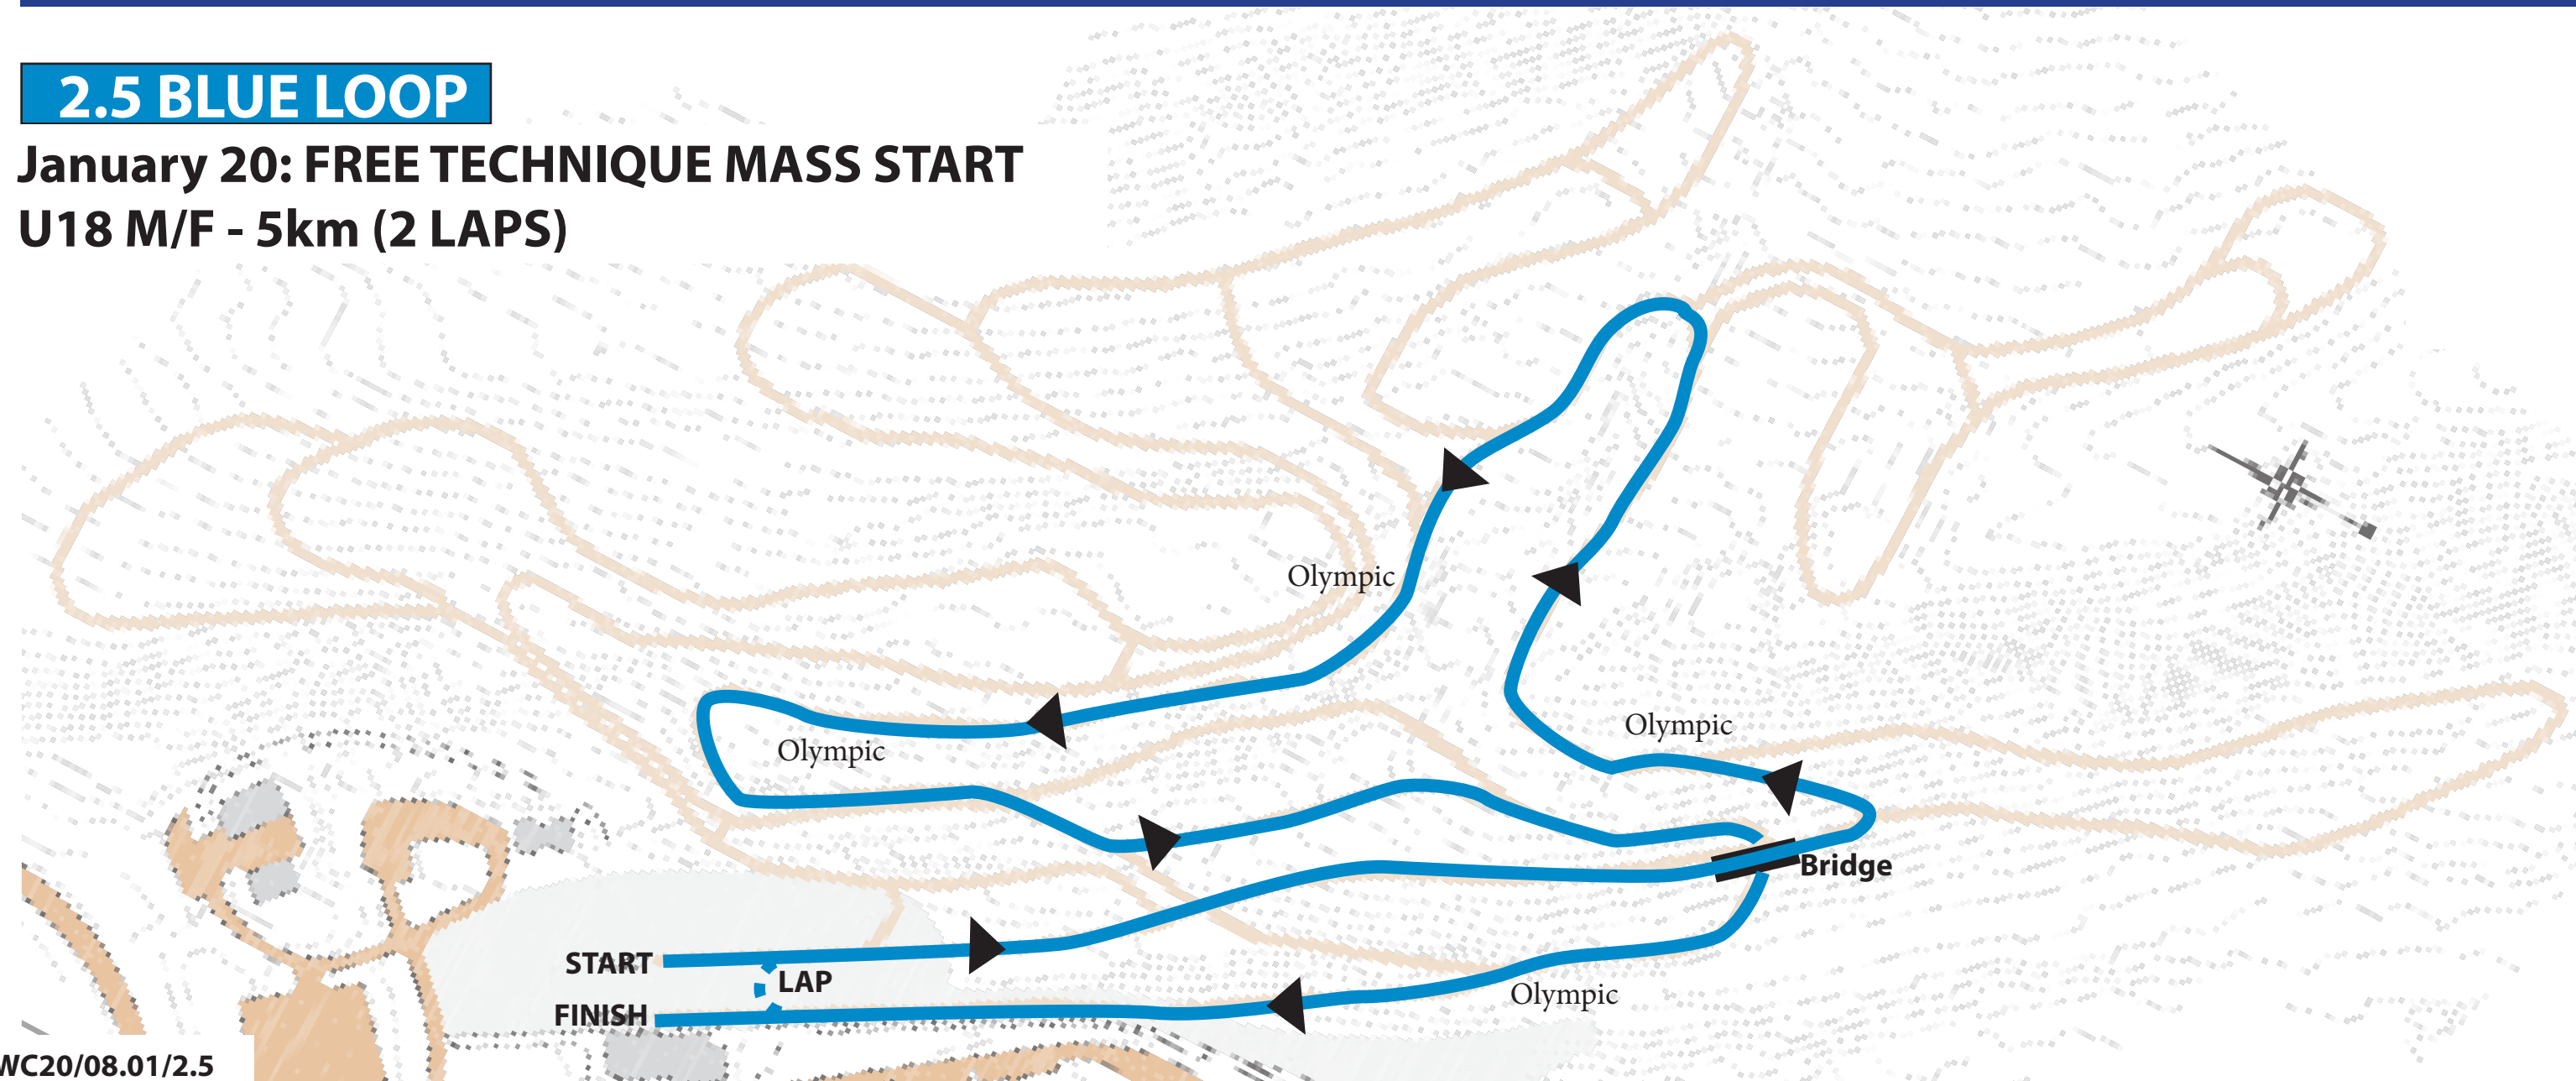 2.5 BLUE LOOP
January 20: FREE TECHNIQUE MASS START
U18 M/F - 5km (2 LAPS)
Olympic
Olympic
Olympic
Bridge
START
LAP
Olympic
FINISH
WC20/08.01/2.5